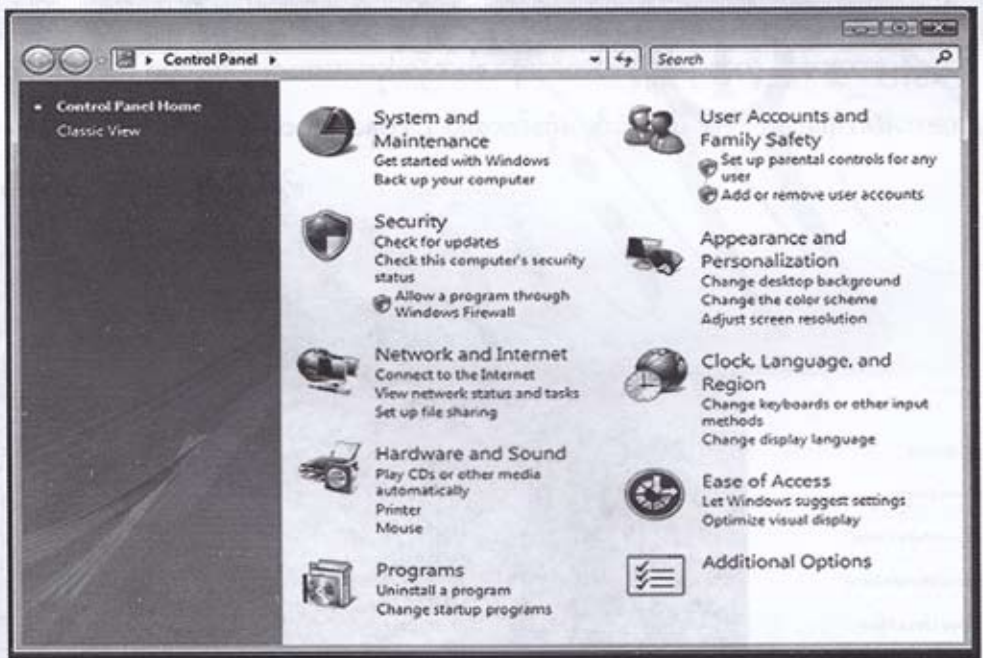 Control Panel
Search
Control Panel Home
Classic View
System and
Maintenance
Get started with Windows
Back up your computer
Security
Check for updates
Check this computer's security
status
Allow a program through
Windows Firewall
Network and Internet
Connect to the Internet
View network status and tasks
Set up file sharing
Hardware and Sound
Play CDs or other media
automatically
Printer
Mouse
Programs
Uninstall a program
Change startup programs
User Accounts and
Family Safety
Set up parental controls for any
user
Add or remove user accounts
Appearance and
Personalization
Change desktop background
Change the color scheme
Adjust screen resolution
Clock, Language, and
Region
Change keyboards or other input
methods
Change display language
Ease of Access
Let Windows suggest settings
Optimize visual display
Additional Options